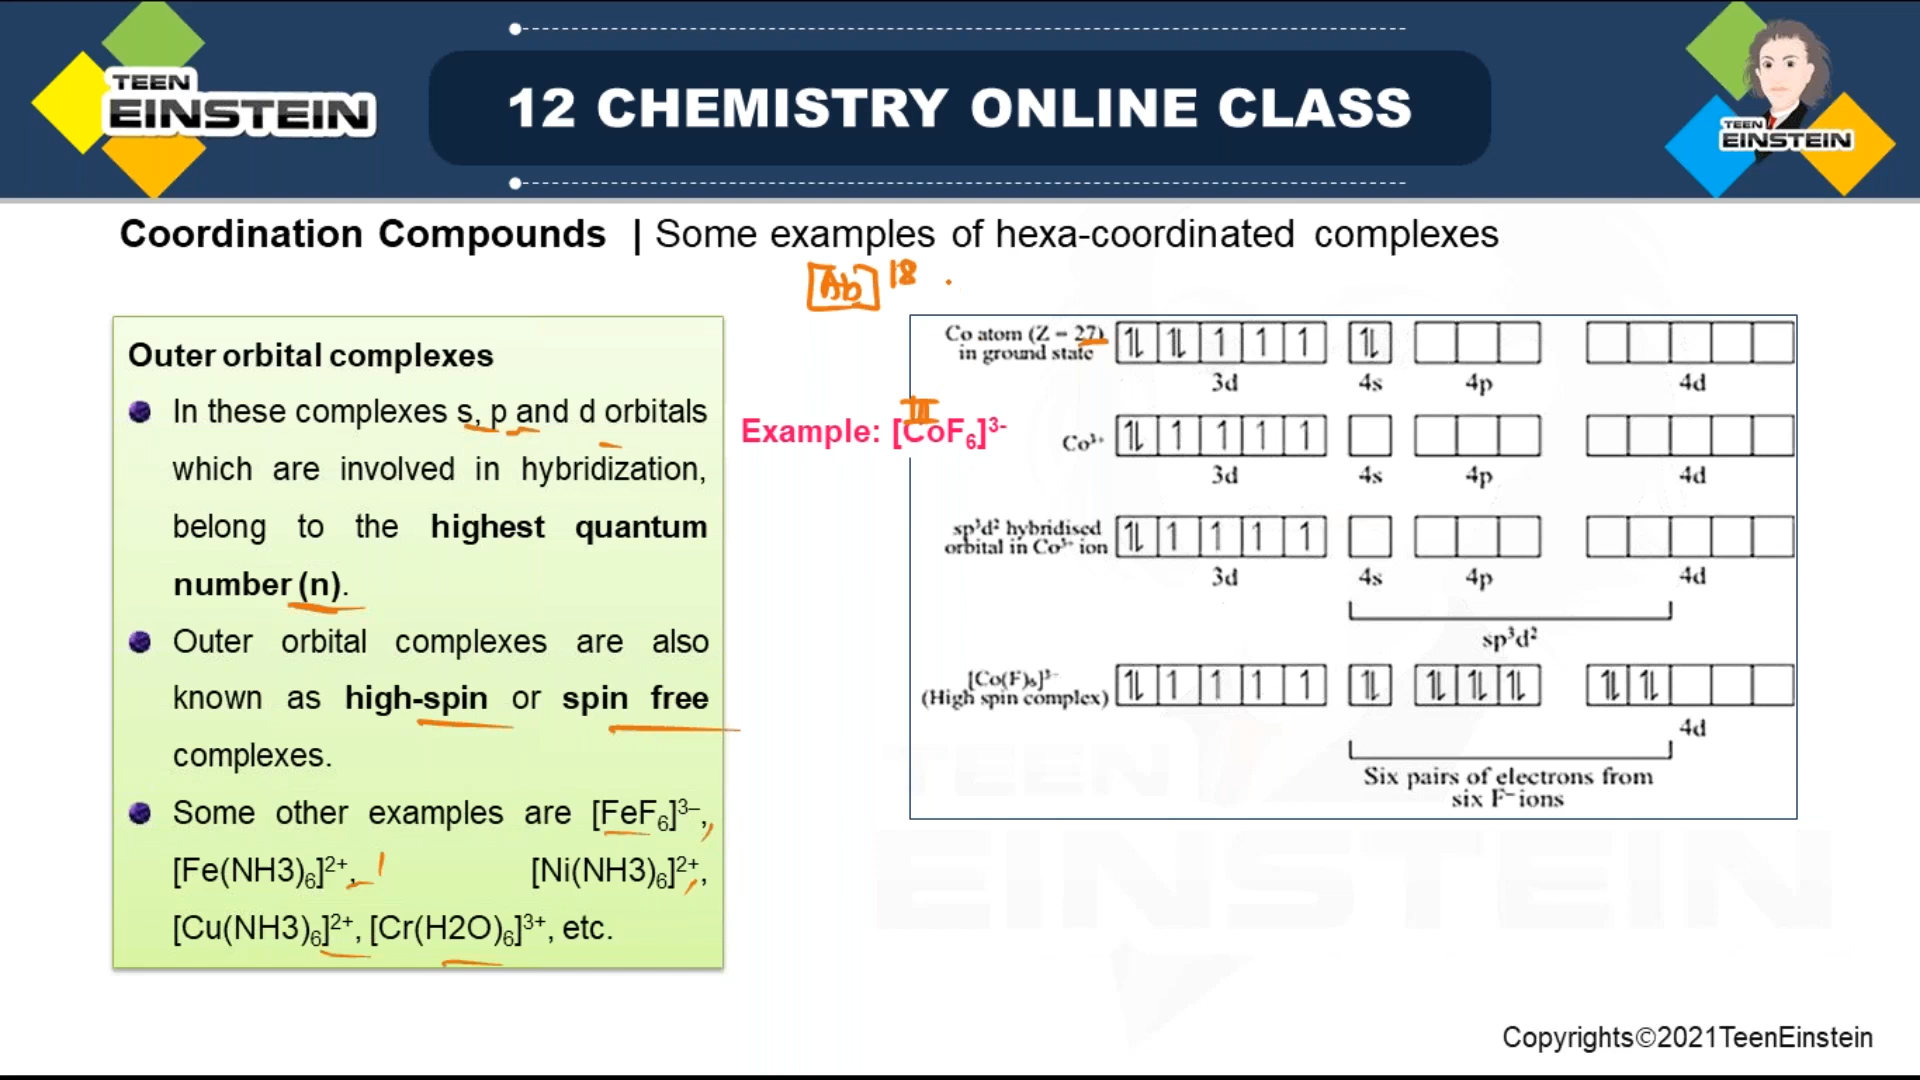 TEEN
EINSTEIN
12 CHEMISTRY ONLINE CLASS
TEEN
EINSTEIN
Coordination Compounds | Some examples of hexa-coordinated complexes
[Ab]¹⁸
Outer orbital complexes
In these complexes s, p and d orbitals
which are involved in hybridization,
belong to the highest quantum
number (n).
Outer orbital complexes are also
known as high-spin or spin free
complexes.
Some other examples are [FeF₆]³⁻,
[Fe(NH3)₆]²⁺, [Ni(NH3)₆]²⁺,
[Cu(NH3)₆]²⁺, [Cr(H2O)₆]³⁺, etc.
III
Example: [CoF₆]³⁻
Co atom (Z = 27)
in ground state
3d 4s 4p 4d
Co³⁺
3d 4s 4p 4d
sp³d² hybridised
orbital in Co³⁺ ion
3d 4s 4p 4d
sp³d²
[Co(F)₆]³⁻
(High spin complex)
4d
Six pairs of electrons from
six F⁻ ions
TEEN
EINSTEIN
Copyrights©2021TeenEinstein